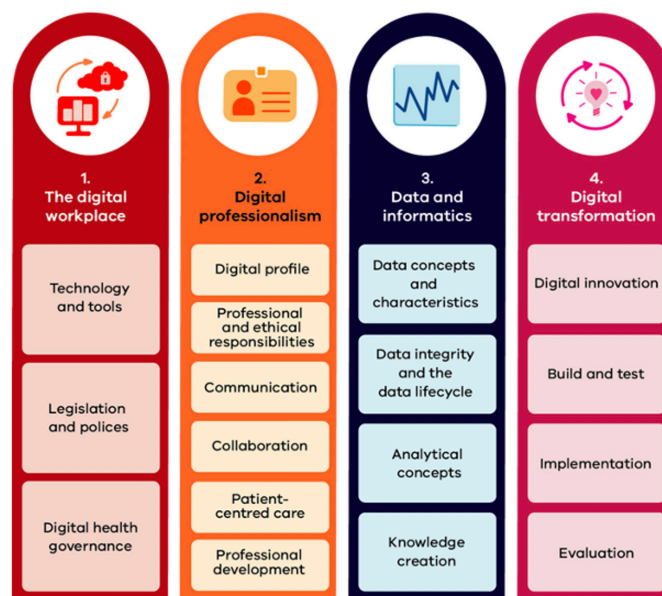 1.
The digital
workplace
Technology
and tools
Legislation
and polices
Digital health
governance
2.
Digital
professionalism
Digital profile
Professional
and ethical
responsibilities
Communication
Collaboration
Patient-
centred care
Professional
development
3.
Data and
informatics
Data concepts
and
characteristics
Data integrity
and the
data lifecycle
Analytical
concepts
Knowledge
creation
4.
Digital
transformation
Digital innovation
Build and test
Implementation
Evaluation